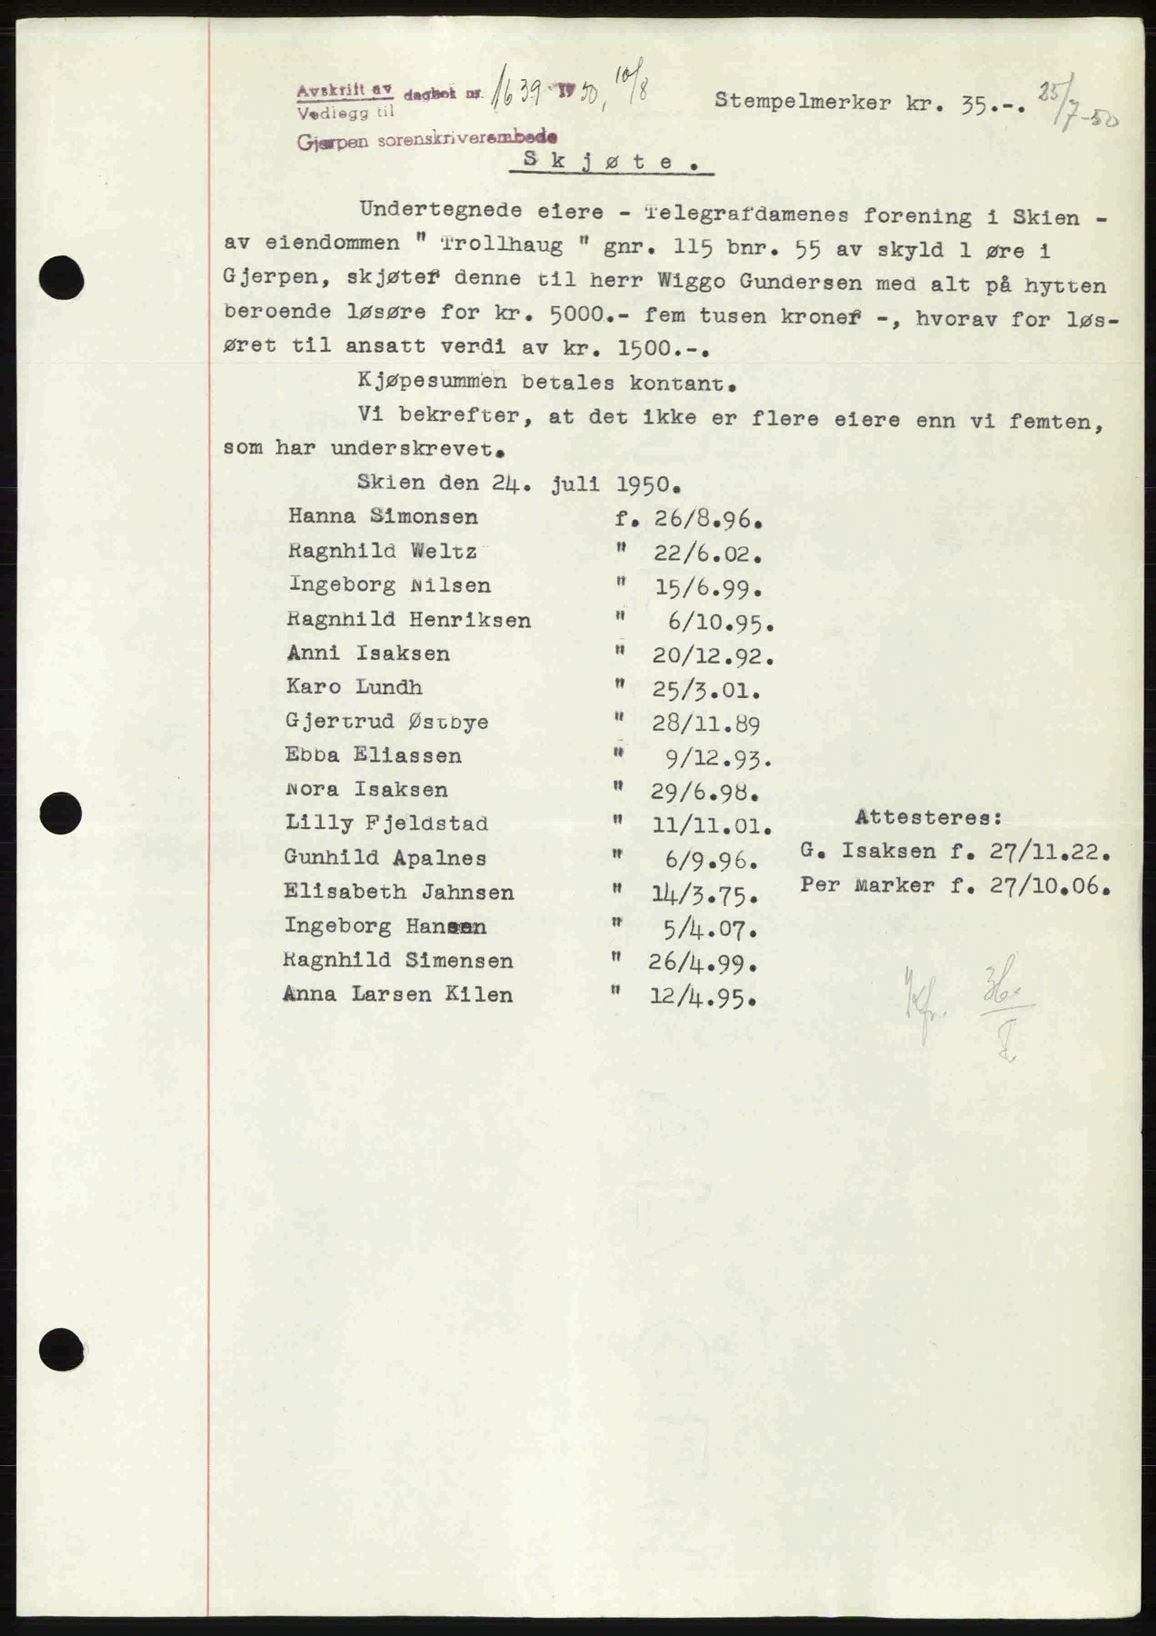 Avskrift av dagbok nr. 1639 1950, 10/8
Vedlegg til
Gjerpen sorenskriverembede
Stempelmerker kr. 35.-. 25/7-50
Skjøte.
Undertegnede eiere - Telegrafdamenes forening i Skien -
av eiendommen " Trollhaug " gnr. 115 bnr. 55 av skyld 1 øre i
Gjerpen, skjøter denne til herr Wiggo Gundersen med alt på hytten
beroende løsøre for kr. 5000.- fem tusen kroner -, hvorav for løs-
øret til ansatt verdi av kr. 1500.-.
Kjøpesummen betales kontant.
Vi bekrefter, at det ikke er flere eiere enn vi femten,
som har underskrevet.
Skien den 24. juli 1950.
Hanna Simonsen f. 26/8.96.
Ragnhild Weltz " 22/6.02.
Ingeborg Nilsen " 15/6.99.
Ragnhild Henriksen " 6/10.95.
Anni Isaksen " 20/12.92.
Karo Lundh " 25/3.01.
Gjertrud Østbye " 28/11.89
Ebba Eliassen " 9/12.93.
Nora Isaksen " 29/6.98.
Lilly Fjeldstad " 11/11.01.
Gunhild Apalnes " 6/9.96.
Elisabeth Jahnsen " 14/3.75.
Ingeborg Hansen " 5/4.07.
Ragnhild Simensen " 26/4.99.
Anna Larsen Kilen " 12/4.95.
Attesteres:
G. Isaksen f. 27/11.22.
Per Marker f. 27/10.06.